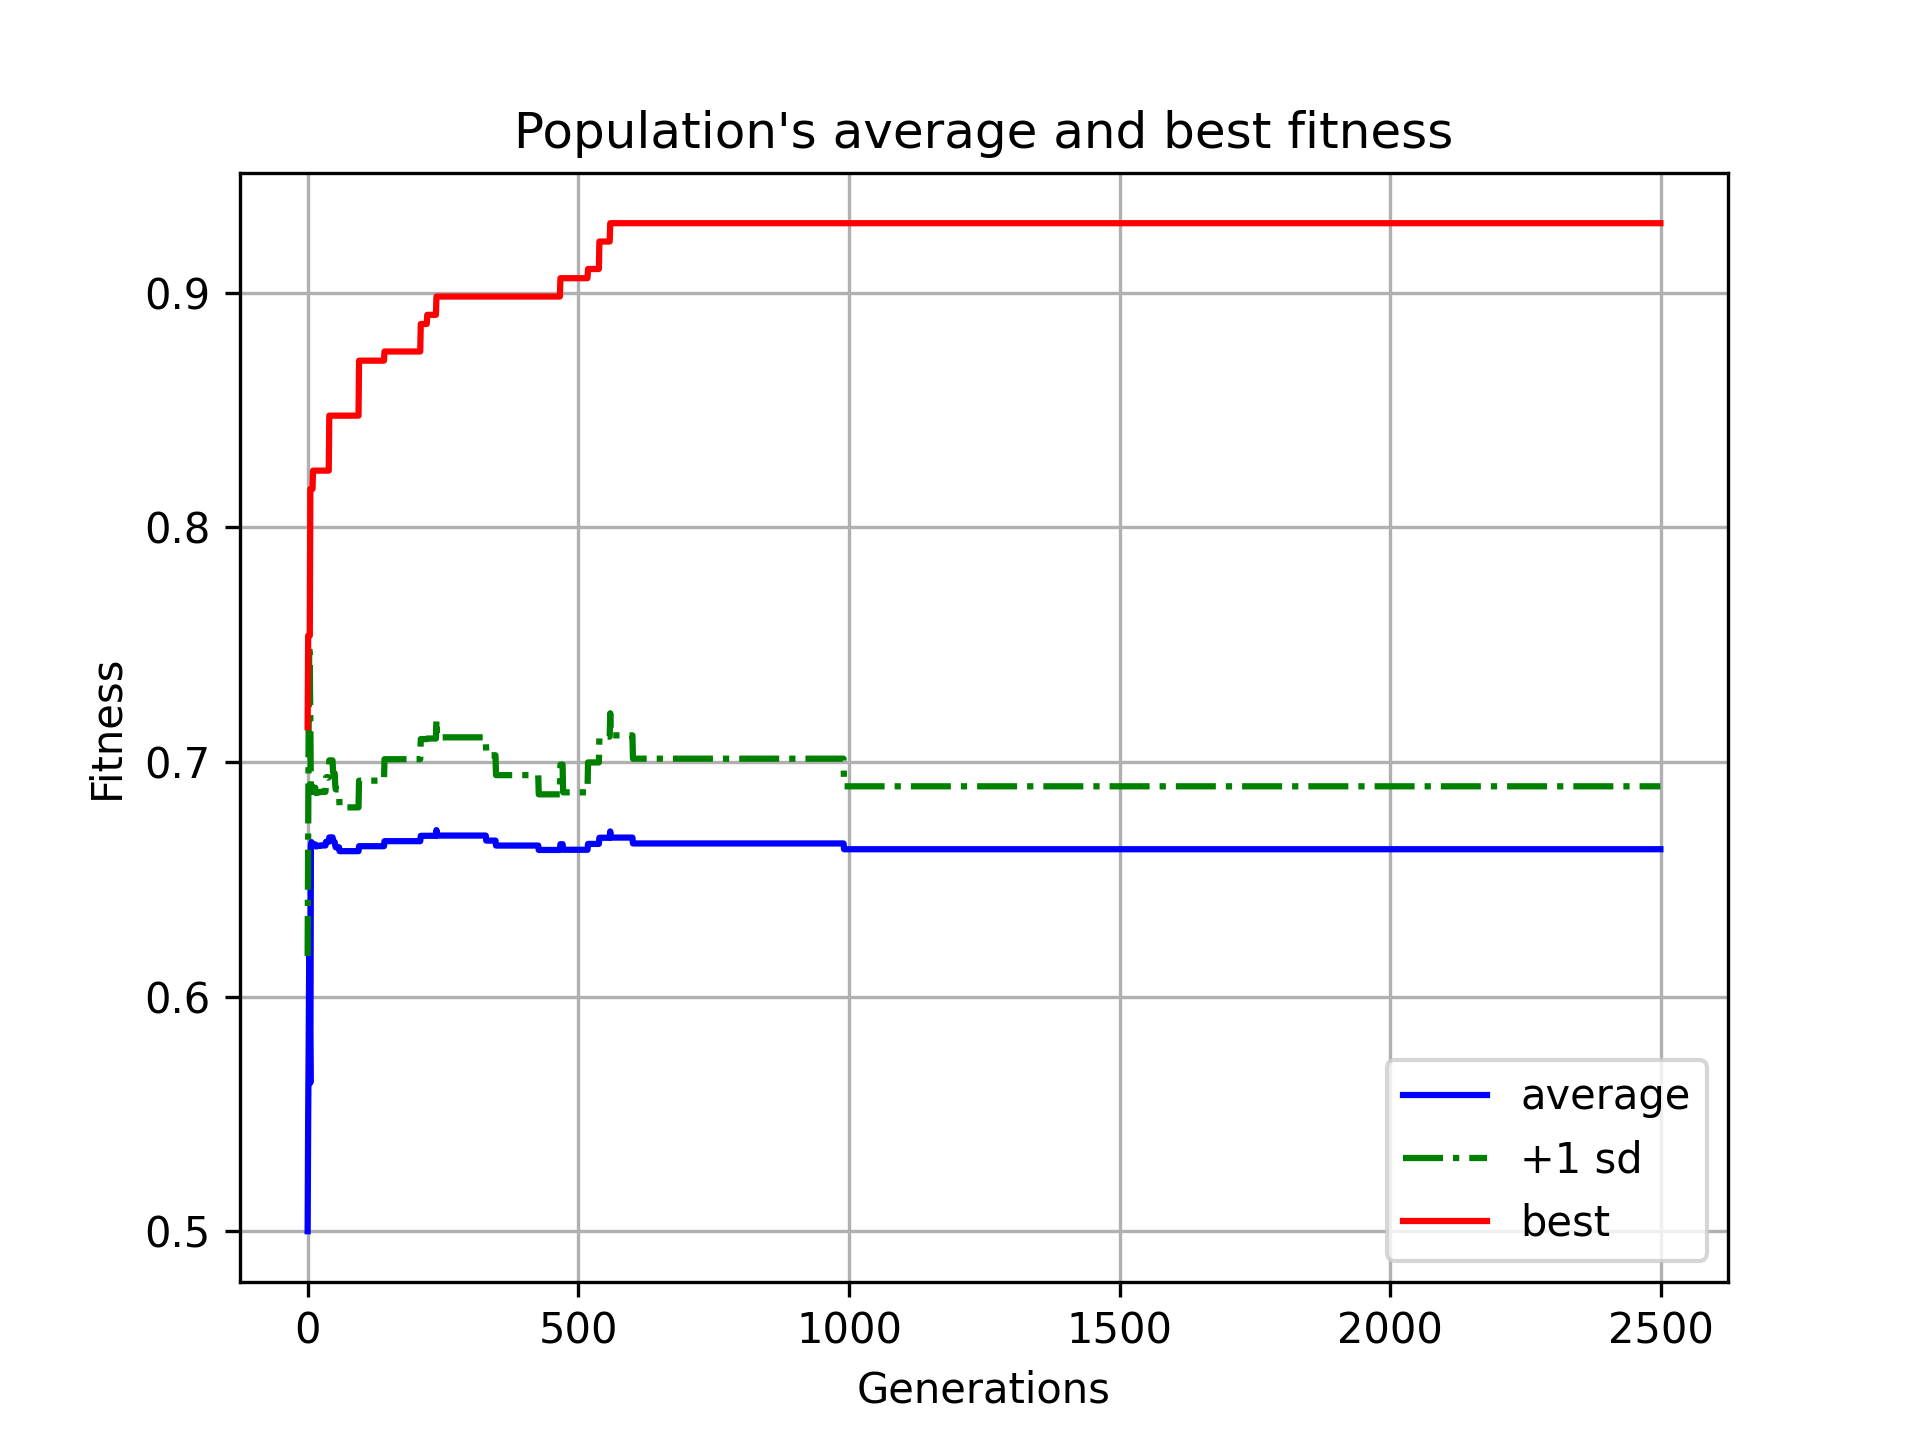 Population's average and best fitness
Fitness
0.9
0.8
0.7
0.6
0.5
average
+1 sd
best
0 500 1000 1500 2000 2500
Generations